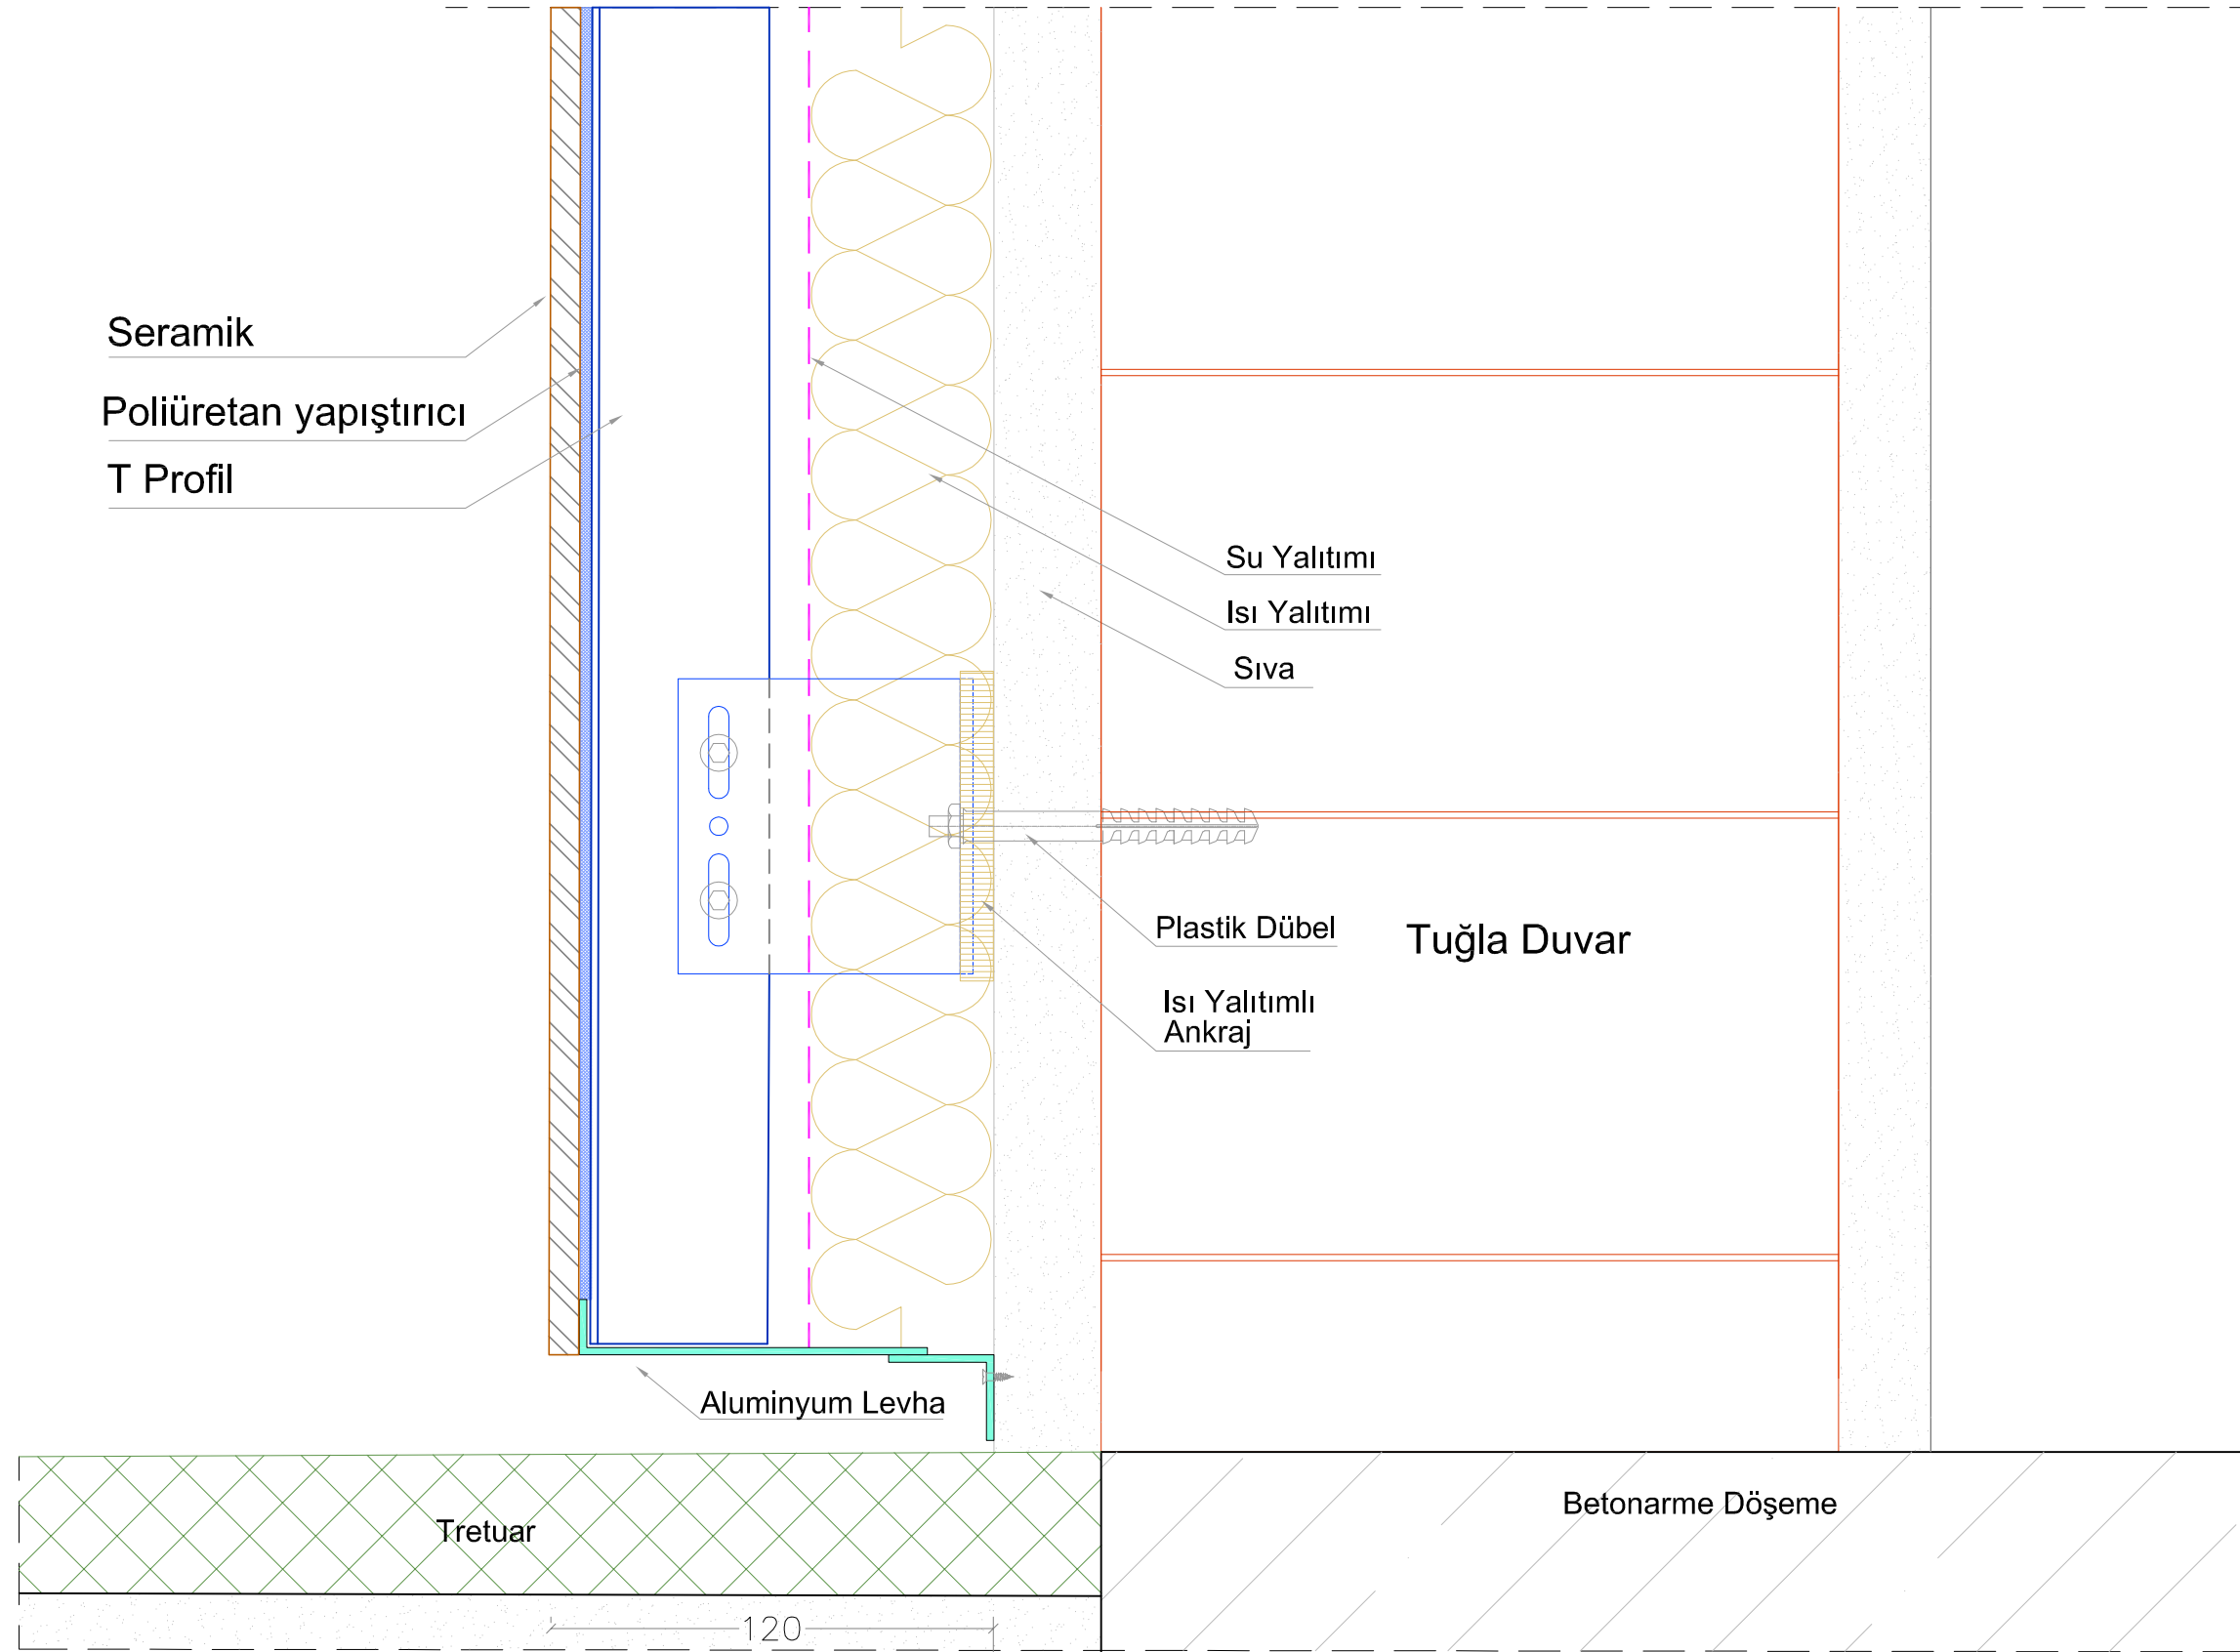 Seramik
Poliüretan yapıştırıcı
T Profil
Su Yalıtımı
Isı Yalıtımı
Sıva
Plastik Dübel
Tuğla Duvar
Isı Yalıtımlı
Ankraj
Aluminyum Levha
Betonarme Döşeme
Tretuar
120